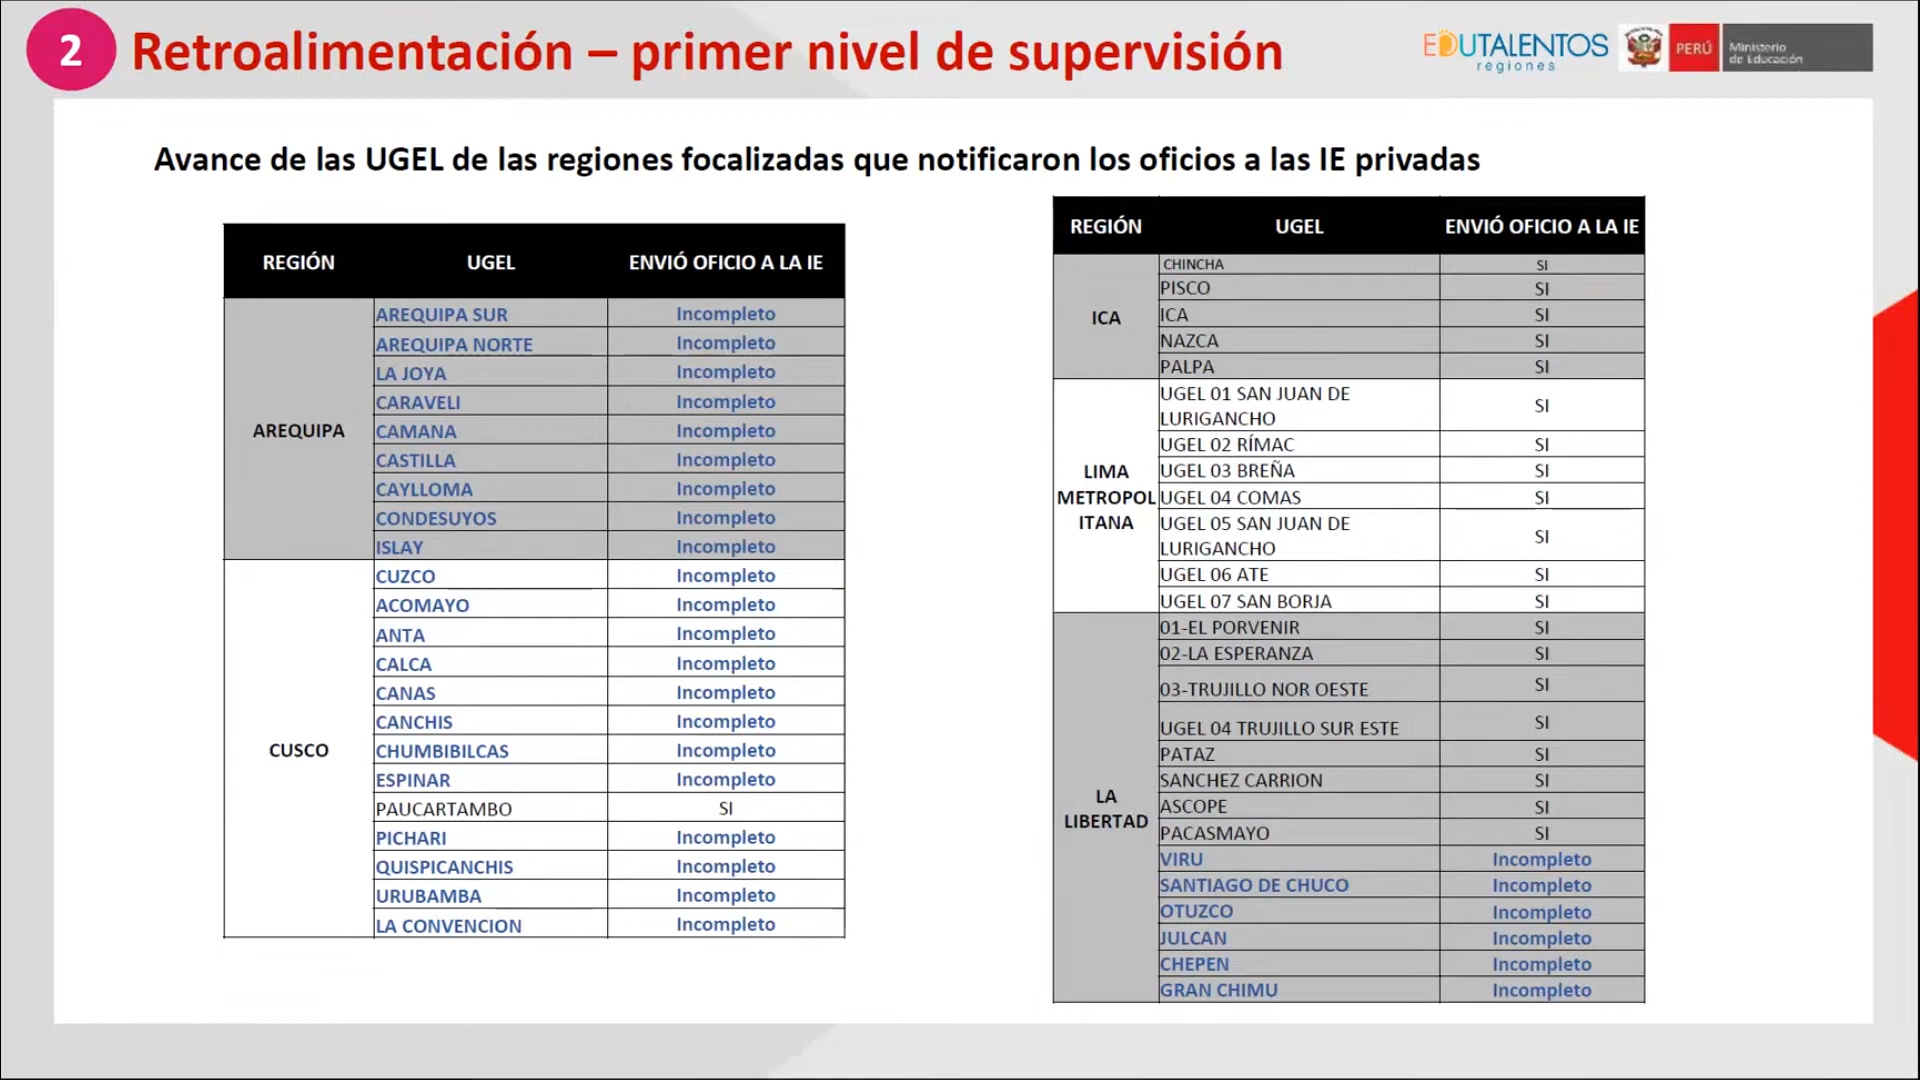 2
Retroalimentación – primer nivel de supervisión
EDUTALENTOS
regiones
PERÚ
Ministerio
de Educación
Avance de las UGEL de las regiones focalizadas que notificaron los oficios a las IE privadas
REGIÓN UGEL ENVIÓ OFICIO A LA IE
AREQUIPA
AREQUIPA SUR Incompleto
AREQUIPA NORTE Incompleto
LA JOYA Incompleto
CARAVELI Incompleto
CAMANA Incompleto
CASTILLA Incompleto
CAYLLOMA Incompleto
CONDESUYOS Incompleto
ISLAY Incompleto
CUSCO
CUZCO Incompleto
ACOMAYO Incompleto
ANTA Incompleto
CALCA Incompleto
CANAS Incompleto
CANCHIS Incompleto
CHUMBIBILCAS Incompleto
ESPINAR Incompleto
PAUCARTAMBO SI
PICHARI Incompleto
QUISPICANCHIS Incompleto
URUBAMBA Incompleto
LA CONVENCION Incompleto
REGIÓN UGEL ENVIÓ OFICIO A LA IE
ICA
CHINCHA SI
PISCO SI
ICA SI
NAZCA SI
PALPA SI
LIMA
METROPOL
ITANA
UGEL 01 SAN JUAN DE
LURIGANCHO SI
UGEL 02 RÍMAC SI
UGEL 03 BREÑA SI
UGEL 04 COMAS SI
UGEL 05 SAN JUAN DE
LURIGANCHO SI
UGEL 06 ATE SI
UGEL 07 SAN BORJA SI
LA
LIBERTAD
01-EL PORVENIR SI
02-LA ESPERANZA SI
03-TRUJILLO NOR OESTE SI
UGEL 04 TRUJILLO SUR ESTE SI
PATAZ SI
SANCHEZ CARRION SI
ASCOPE SI
PACASMAYO SI
VIRU Incompleto
SANTIAGO DE CHUCO Incompleto
OTUZCO Incompleto
JULCAN Incompleto
CHEPEN Incompleto
GRAN CHIMU Incompleto